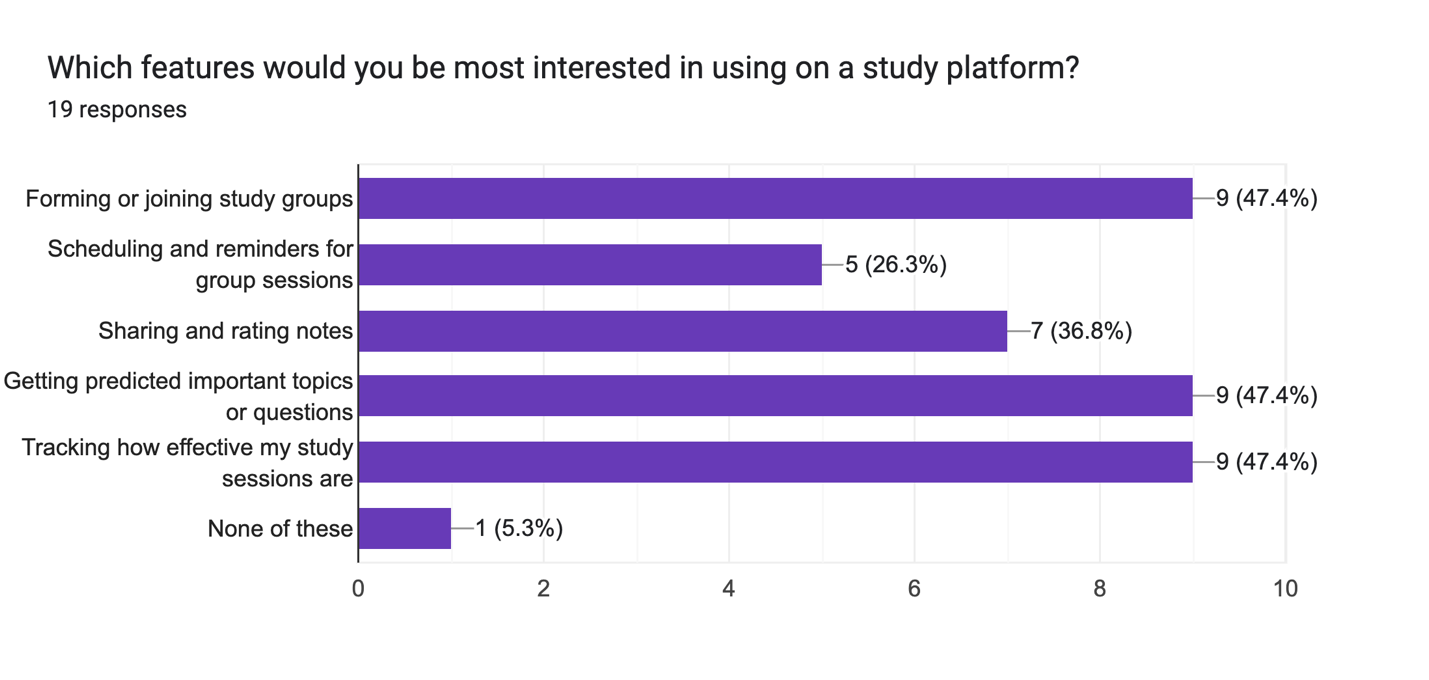 Which features would you be most interested in using on a study platform?
19 responses
Forming or joining study groups
9 (47.4%)
Scheduling and reminders for
group sessions
5 (26.3%)
Sharing and rating notes
7 (36.8%)
Getting predicted important topics
or questions
9 (47.4%)
Tracking how effective my study
sessions are
9 (47.4%)
None of these
1 (5.3%)
0 2 4 6 8 10